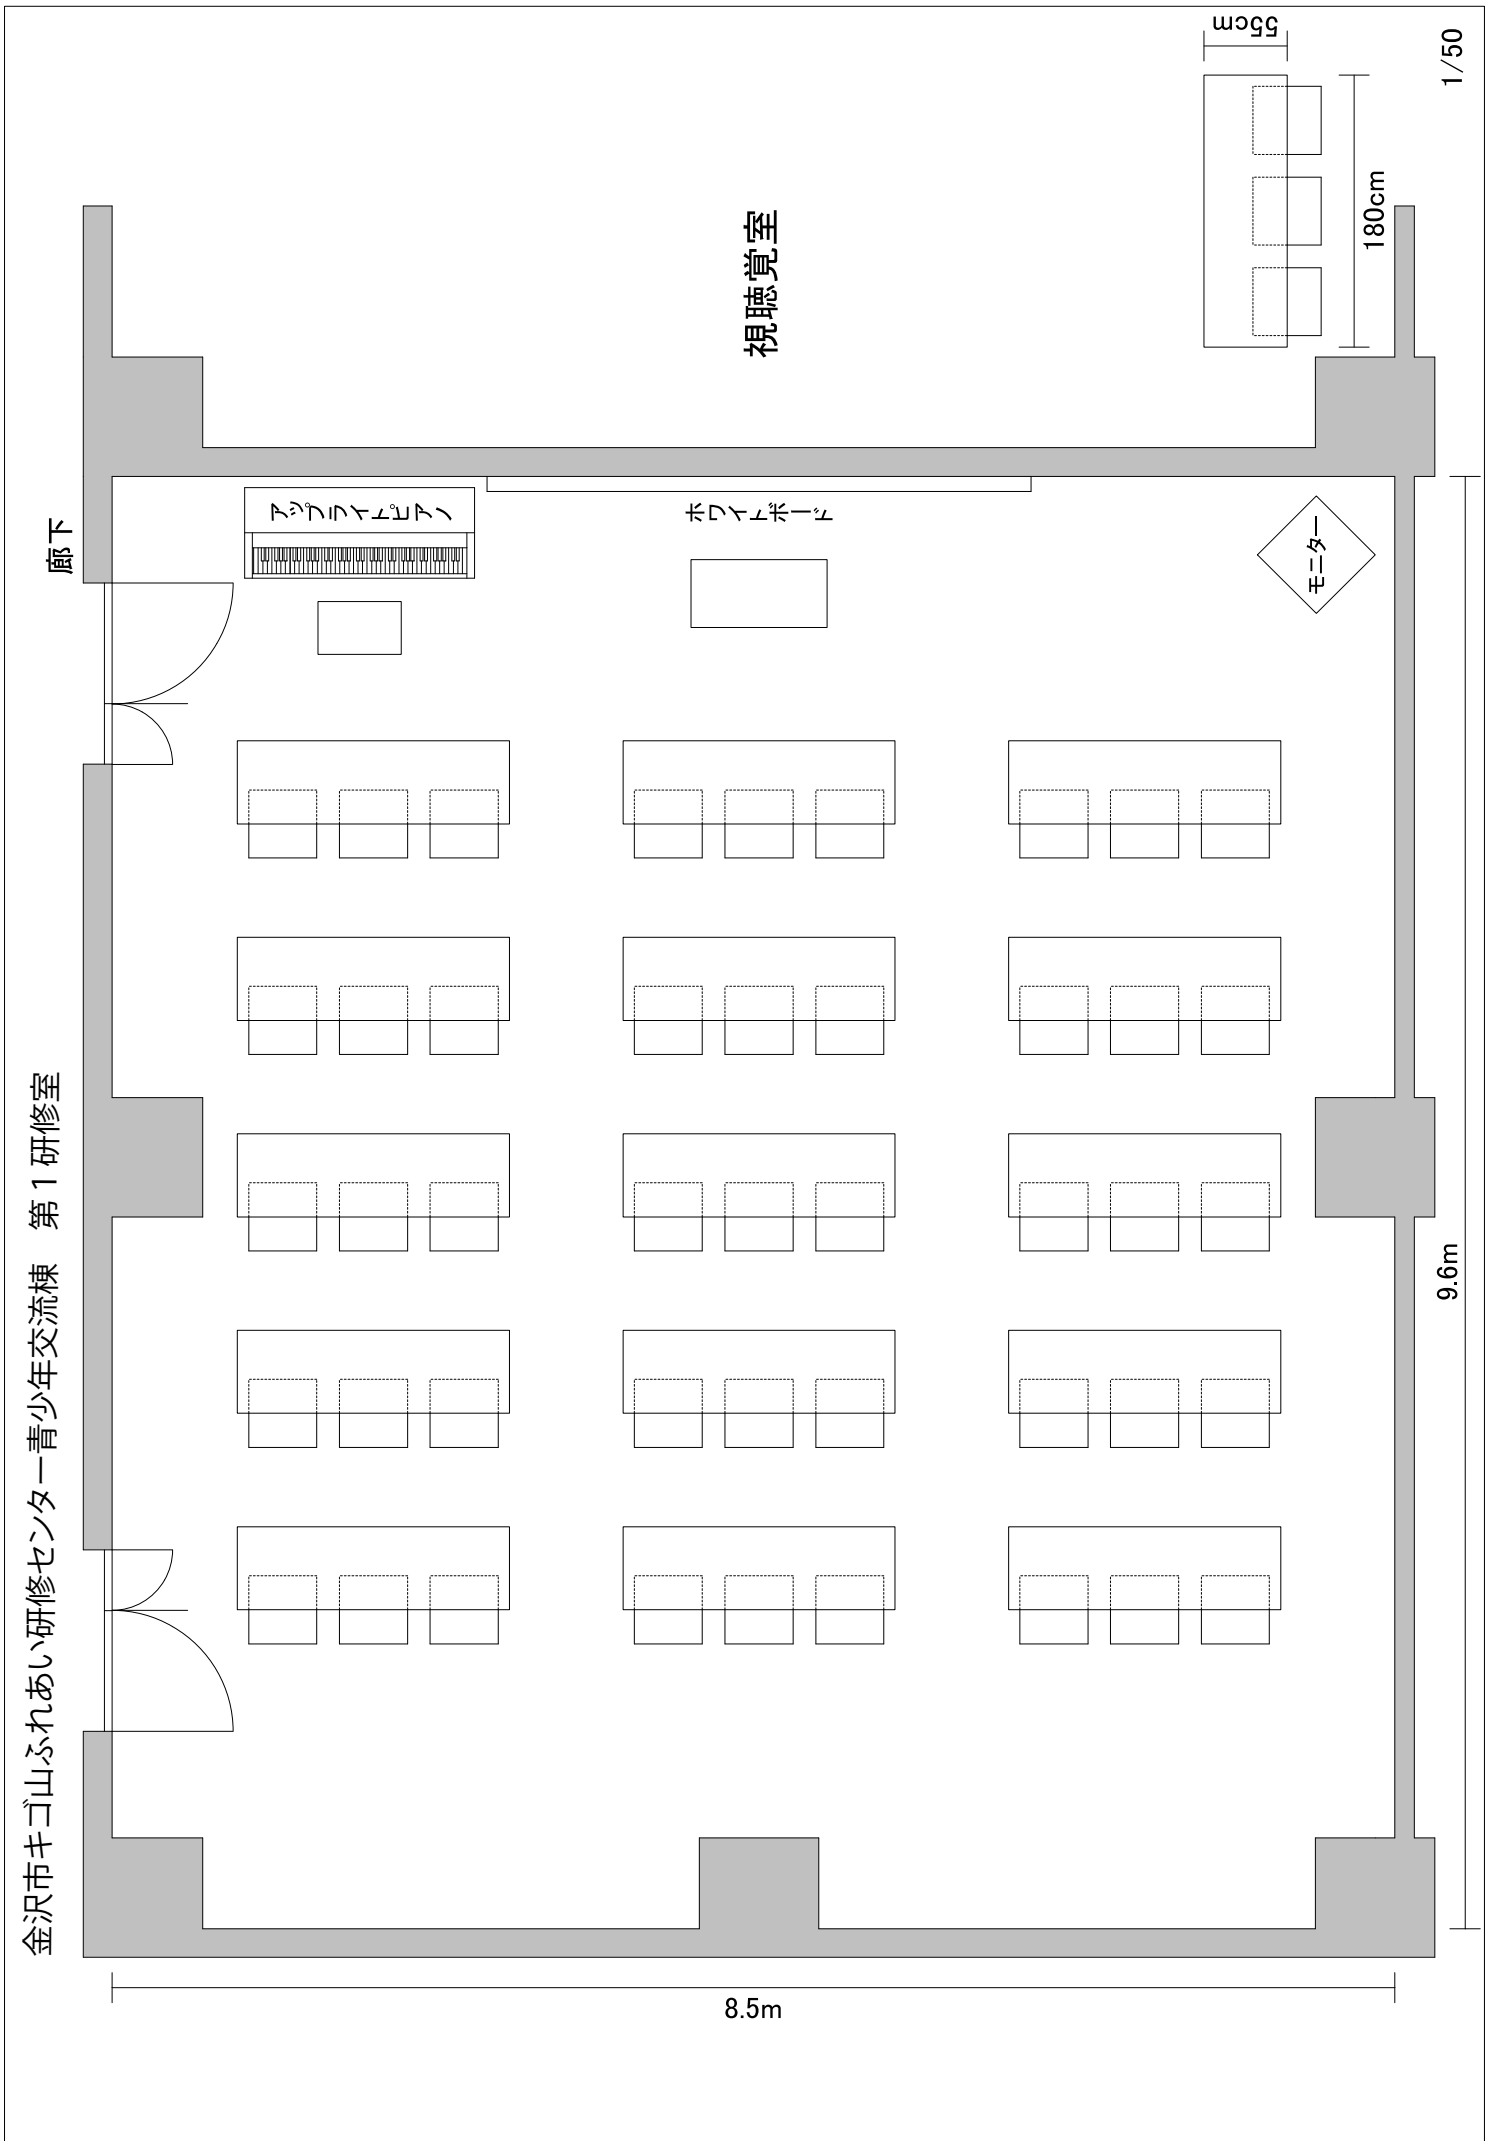 金沢市キゴ山ふれあい研修センター青少年交流棟　第1研修室
廊下
視聴覚室
アップライトピアノ
ホワイトボード
モニター
55cm
180cm
1/50
9.6m
8.5m